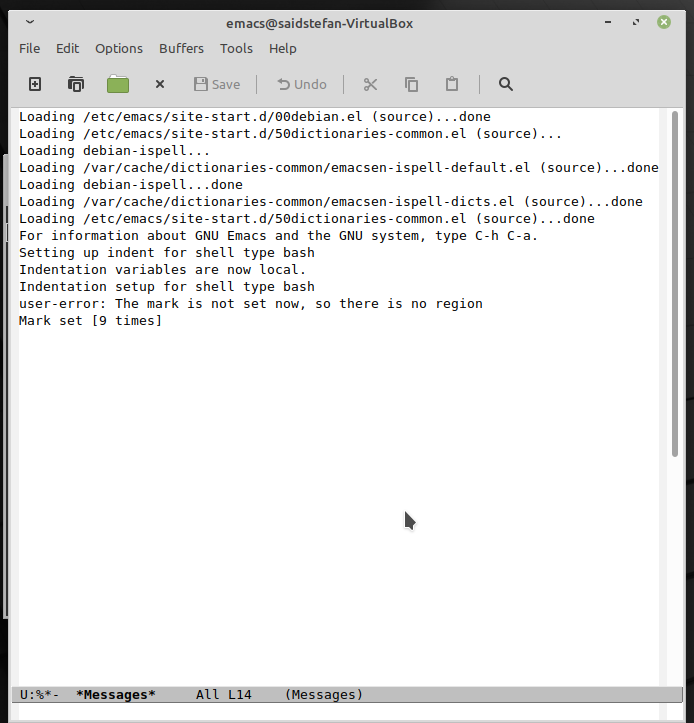 emacs@saidstefan-VirtualBox
File Edit Options Buffers Tools Help
Save Undo
Loading /etc/emacs/site-start.d/00debian.el (source)...done
Loading /etc/emacs/site-start.d/50dictionaries-common.el (source)...
Loading debian-ispell...
Loading /var/cache/dictionaries-common/emacsen-ispell-default.el (source)...done
Loading debian-ispell...done
Loading /var/cache/dictionaries-common/emacsen-ispell-dicts.el (source)...done
Loading /etc/emacs/site-start.d/50dictionaries-common.el (source)...done
For information about GNU Emacs and the GNU system, type C-h C-a.
Setting up indent for shell type bash
Indentation variables are now local.
Indentation setup for shell type bash
user-error: The mark is not set now, so there is no region
Mark set [9 times]
U:%*-  *Messages*     All L14    (Messages)